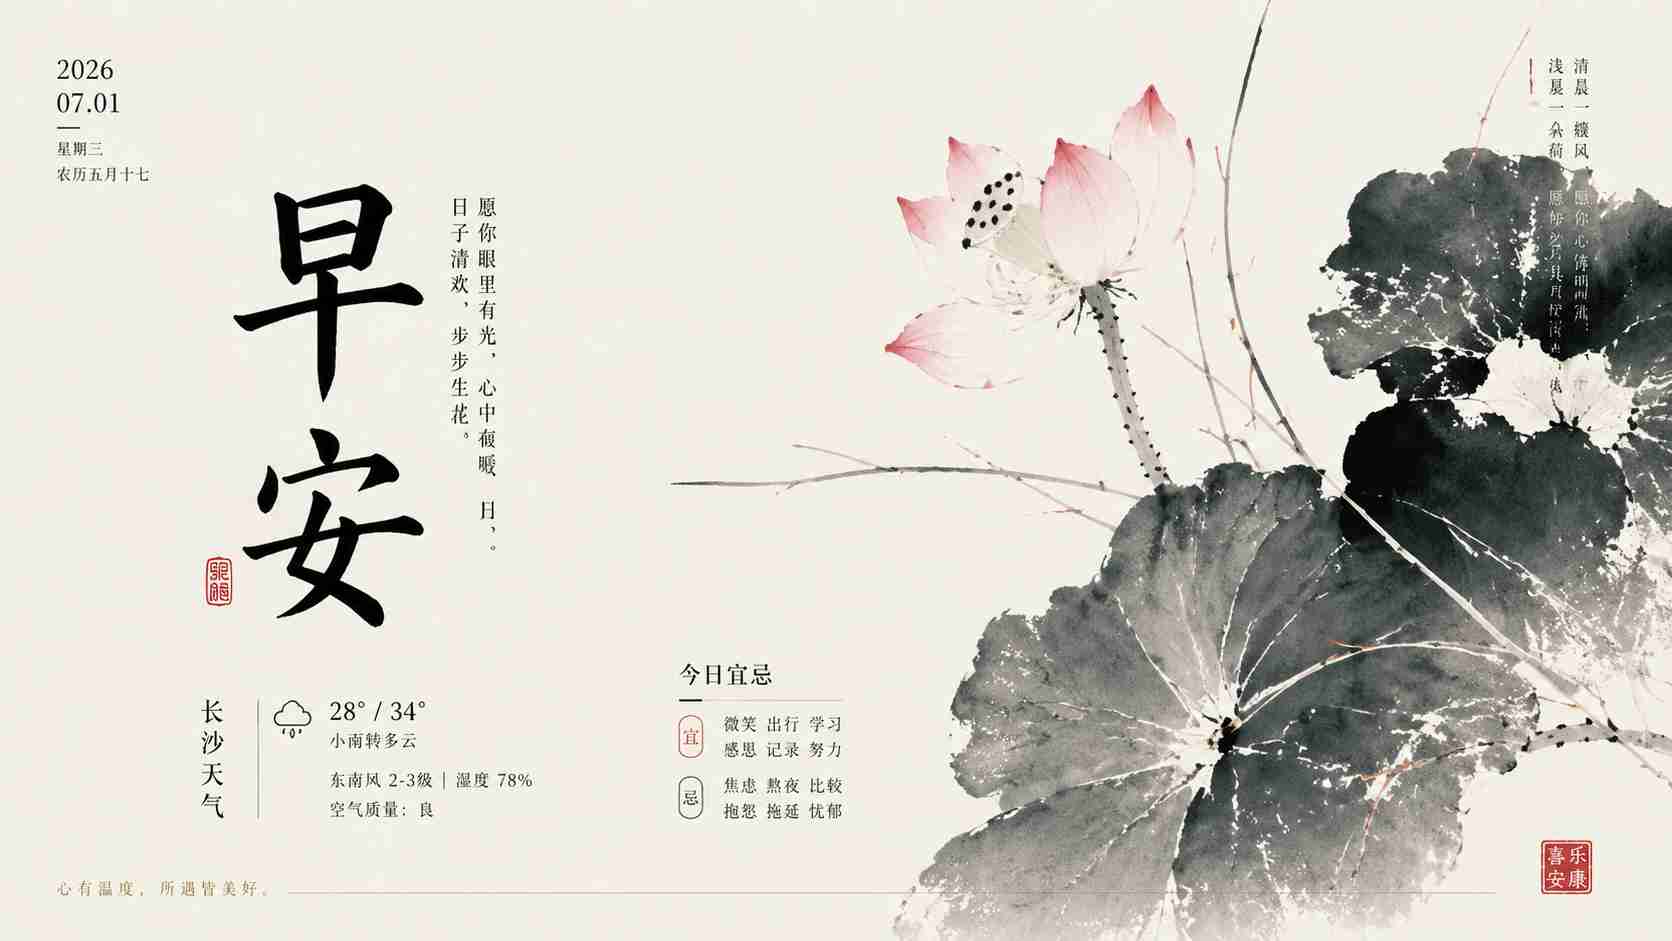 2026
07.01
星期三
农历五月十七
早安
愿你眼里有光，心中有暖 日，。
日子清欢，步步生花。
清晨一缕风，愿你心
浅夏一朵荷，愿
长沙天气
28° / 34°
小南转多云
东南风 2-3级 | 湿度 78%
空气质量：良
今日宜忌
宜
微笑 出行 学习
感恩 记录 努力
忌
焦虑 熬夜 比较
抱怨 拖延 忧郁
心有温度，所遇皆美好。
喜乐
安康